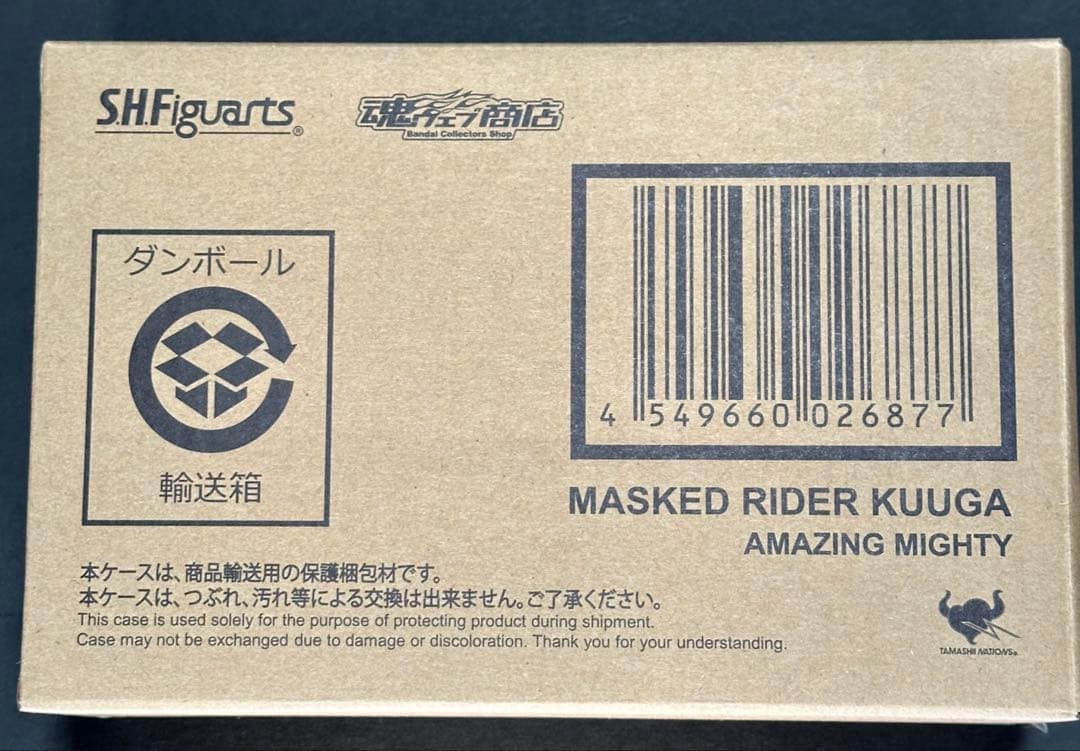 S.H.Figuarts®
魂ウェブ商店
Bandai Collectors Shop
ダンボール
輸送箱
4 549660 026877
MASKED RIDER KUUGA
AMAZING MIGHTY
本ケースは、商品輸送用の保護梱包材です。
本ケースは、つぶれ、汚れ等による交換は出来ません。ご了承ください。
This case is used solely for the purpose of protecting product during shipment.
Case may not be exchanged due to damage or discoloration. Thank you for your understanding.
TAMASHII NATIONS®